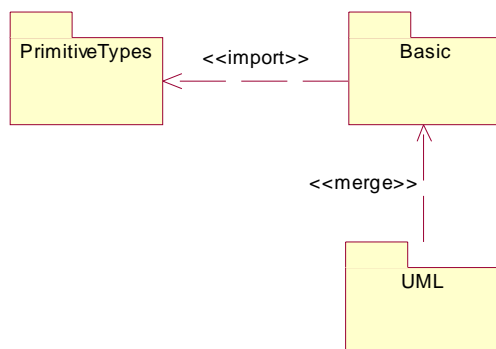 PrimitiveTypes
<<import>>
Basic
<<merge>>
UML